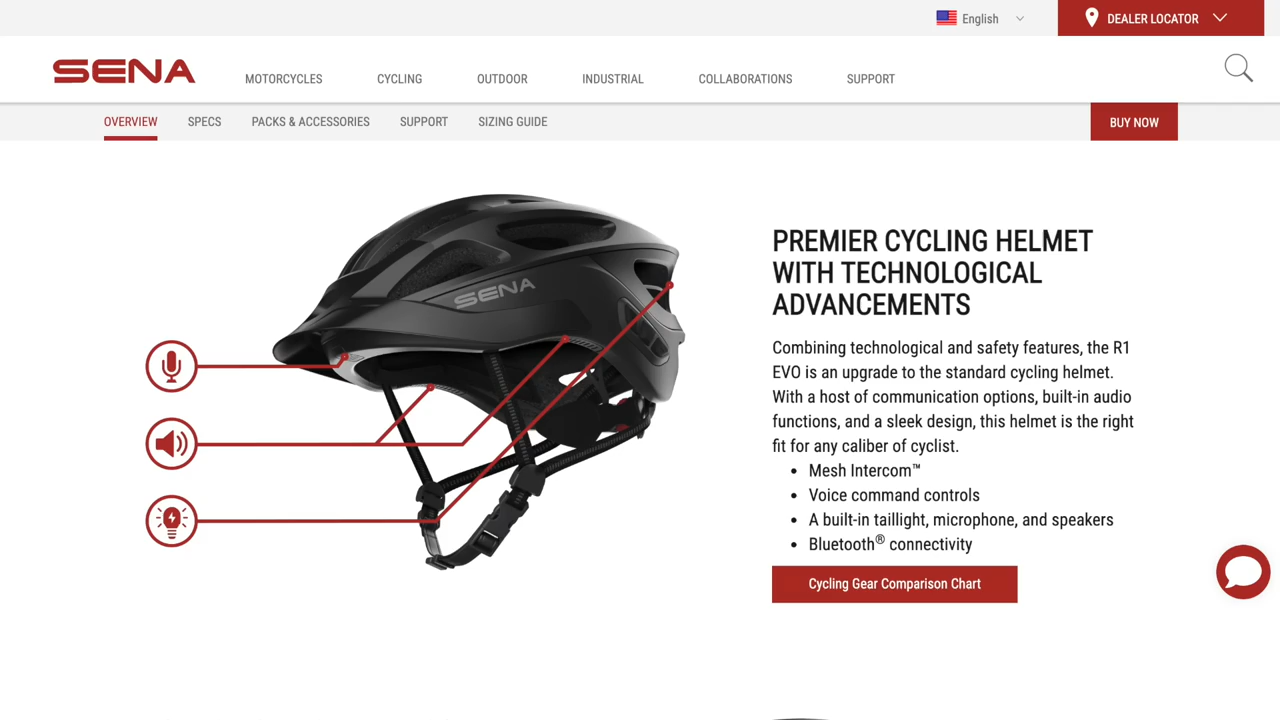 English
DEALER LOCATOR
SENA
MOTORCYCLES
CYCLING
OUTDOOR
INDUSTRIAL
COLLABORATIONS
SUPPORT
OVERVIEW
SPECS
PACKS & ACCESSORIES
SUPPORT
SIZING GUIDE
BUY NOW
SENA
PREMIER CYCLING HELMET
WITH TECHNOLOGICAL
ADVANCEMENTS
Combining technological and safety features, the R1
EVO is an upgrade to the standard cycling helmet.
With a host of communication options, built-in audio
functions, and a sleek design, this helmet is the right
fit for any caliber of cyclist.
• Mesh Intercom™
• Voice command controls
• A built-in taillight, microphone, and speakers
• Bluetooth® connectivity
Cycling Gear Comparison Chart